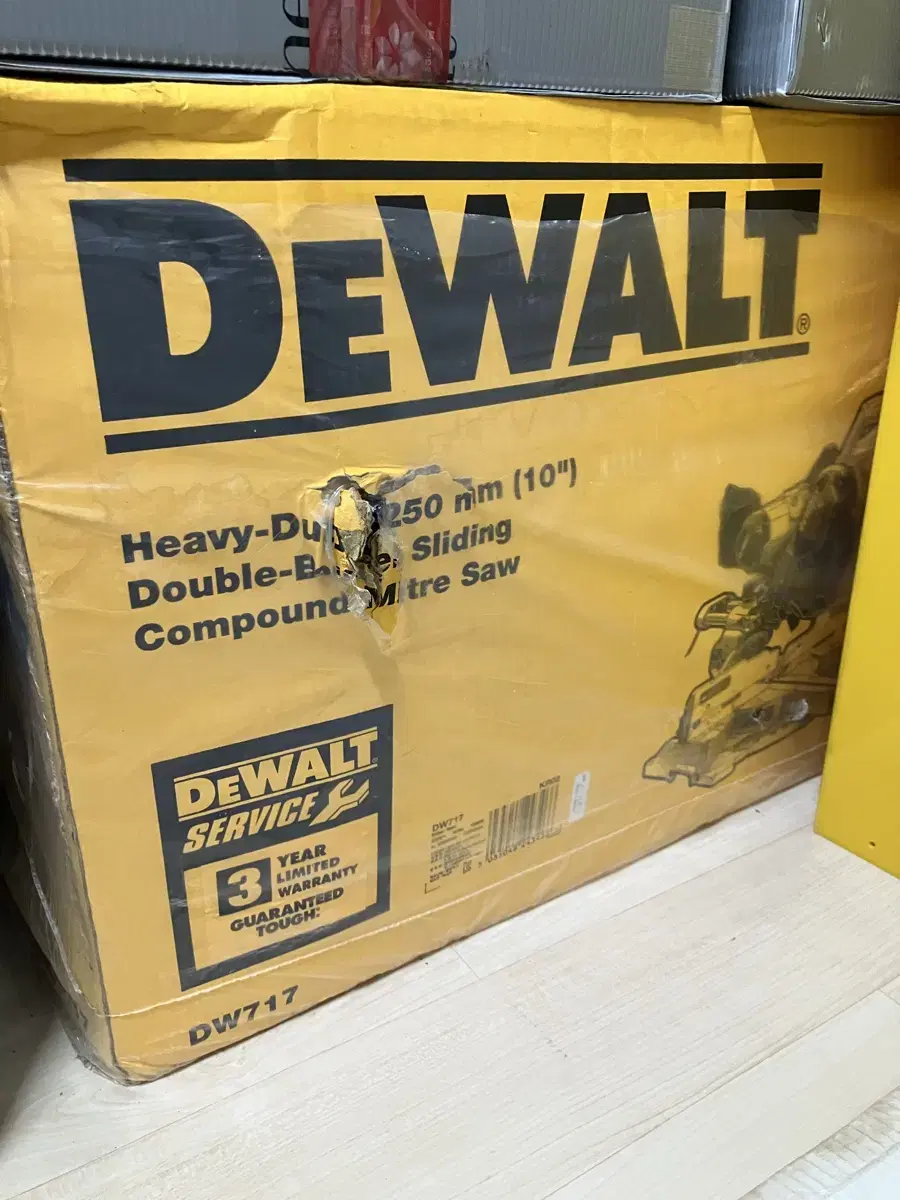 DEWALT®
Heavy-Du 250 mm (10")
Double-B Sliding
Compound Mitre Saw
DEWALT
SERVICE
3 YEAR
LIMITED
WARRANTY
GUARANTEED
TOUGH.
DW717
DW717